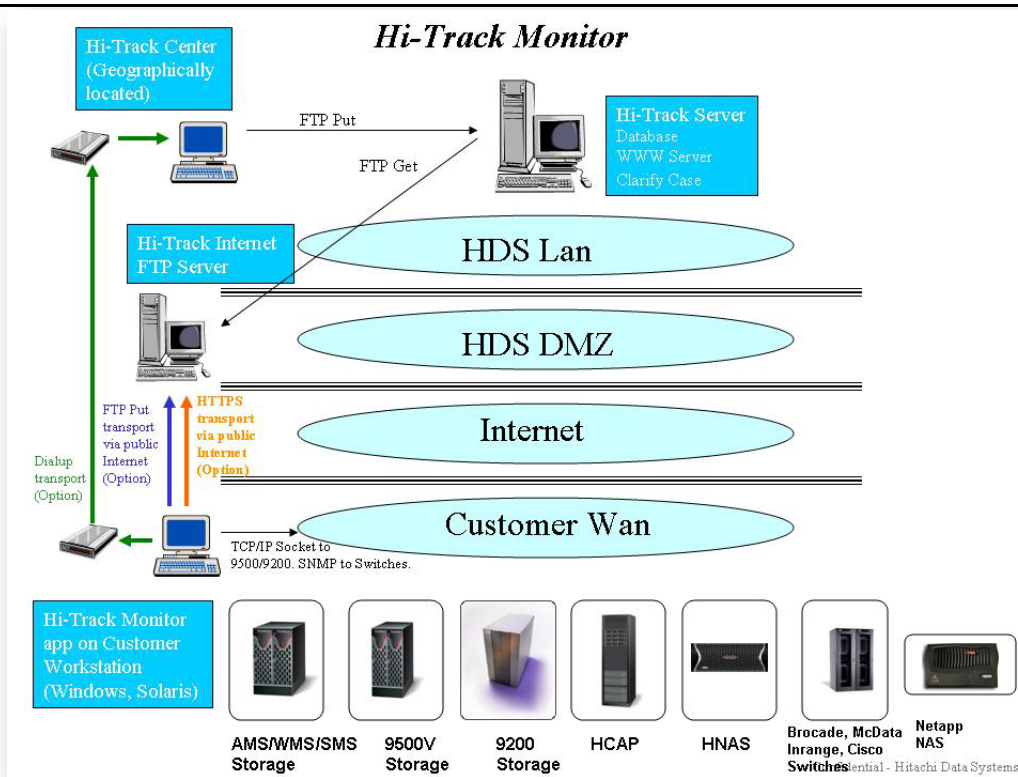 Hi-Track Monitor
Hi-Track Center
(Geographically
located)
FTP Put
FTP Get
Hi-Track Server
Database
WWW Server
Clarify Case
Hi-Track Internet
FTP Server
HDS Lan
HDS DMZ
Internet
Customer Wan
Dialup
transport
(Option)
FTP Put
transport
via public
Internet
(Option)
HTTPS
transport
via public
Internet
(Option)
TCP/IP Socket to
9500/9200. SNMP to Switches.
Hi-Track Monitor
app on Customer
Workstation
(Windows, Solaris)
AMS/WMS/SMS
Storage
9500V
Storage
9200
Storage
HCAP
HNAS
Brocade, McData
Inrange, Cisco
Switches
Netapp
NAS
- Hitachi Data Systems